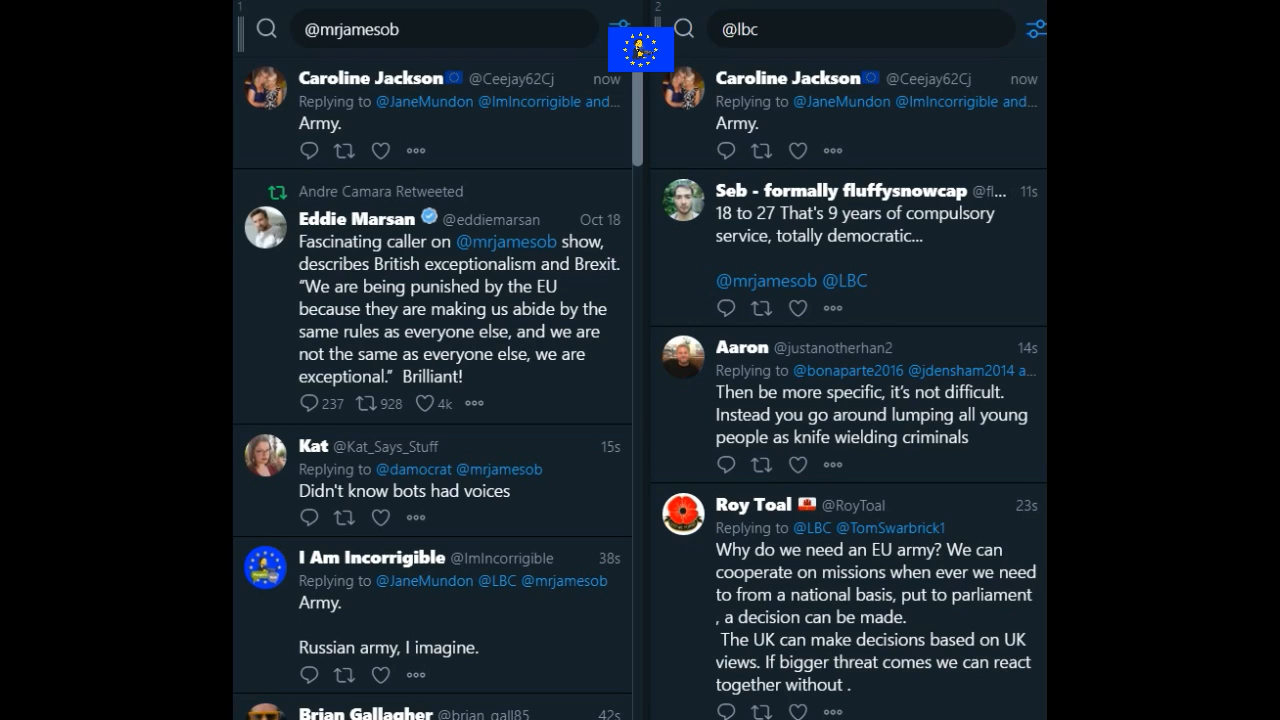 1
@mrjamesob
Caroline Jackson @Ceejay62Cj now
Replying to @JaneMundon @ImIncorrigible and...
Army.
Andre Camara Retweeted
Eddie Marsan @eddiemarsan Oct 18
Fascinating caller on @mrjamesob show,
describes British exceptionalism and Brexit.
“We are being punished by the EU
because they are making us abide by the
same rules as everyone else, and we are
not the same as everyone else, we are
exceptional.” Brilliant!
237 928 4k
Kat @Kat_Says_Stuff 15s
Replying to @damocrat @mrjamesob
Didn't know bots had voices
I Am Incorrigible @ImIncorrigible 38s
Replying to @JaneMundon @LBC @mrjamesob
Army.
Russian army, I imagine.
Brian Gallagher @brian_gall85 42s
2
@lbc
Caroline Jackson @Ceejay62Cj now
Replying to @JaneMundon @ImIncorrigible and...
Army.
Seb - formally fluffysnowcap @fl... 11s
18 to 27 That's 9 years of compulsory
service, totally democratic...
@mrjamesob @LBC
Aaron @justanotherhan2 14s
Replying to @bonaparte2016 @jdensham2014 a...
Then be more specific, it’s not difficult.
Instead you go around lumping all young
people as knife wielding criminals
Roy Toal @RoyToal 23s
Replying to @LBC @TomSwarbrick1
Why do we need an EU army? We can
cooperate on missions when ever we need
to from a national basis, put to parliament
, a decision can be made.
The UK can make decisions based on UK
views. If bigger threat comes we can react
together without .